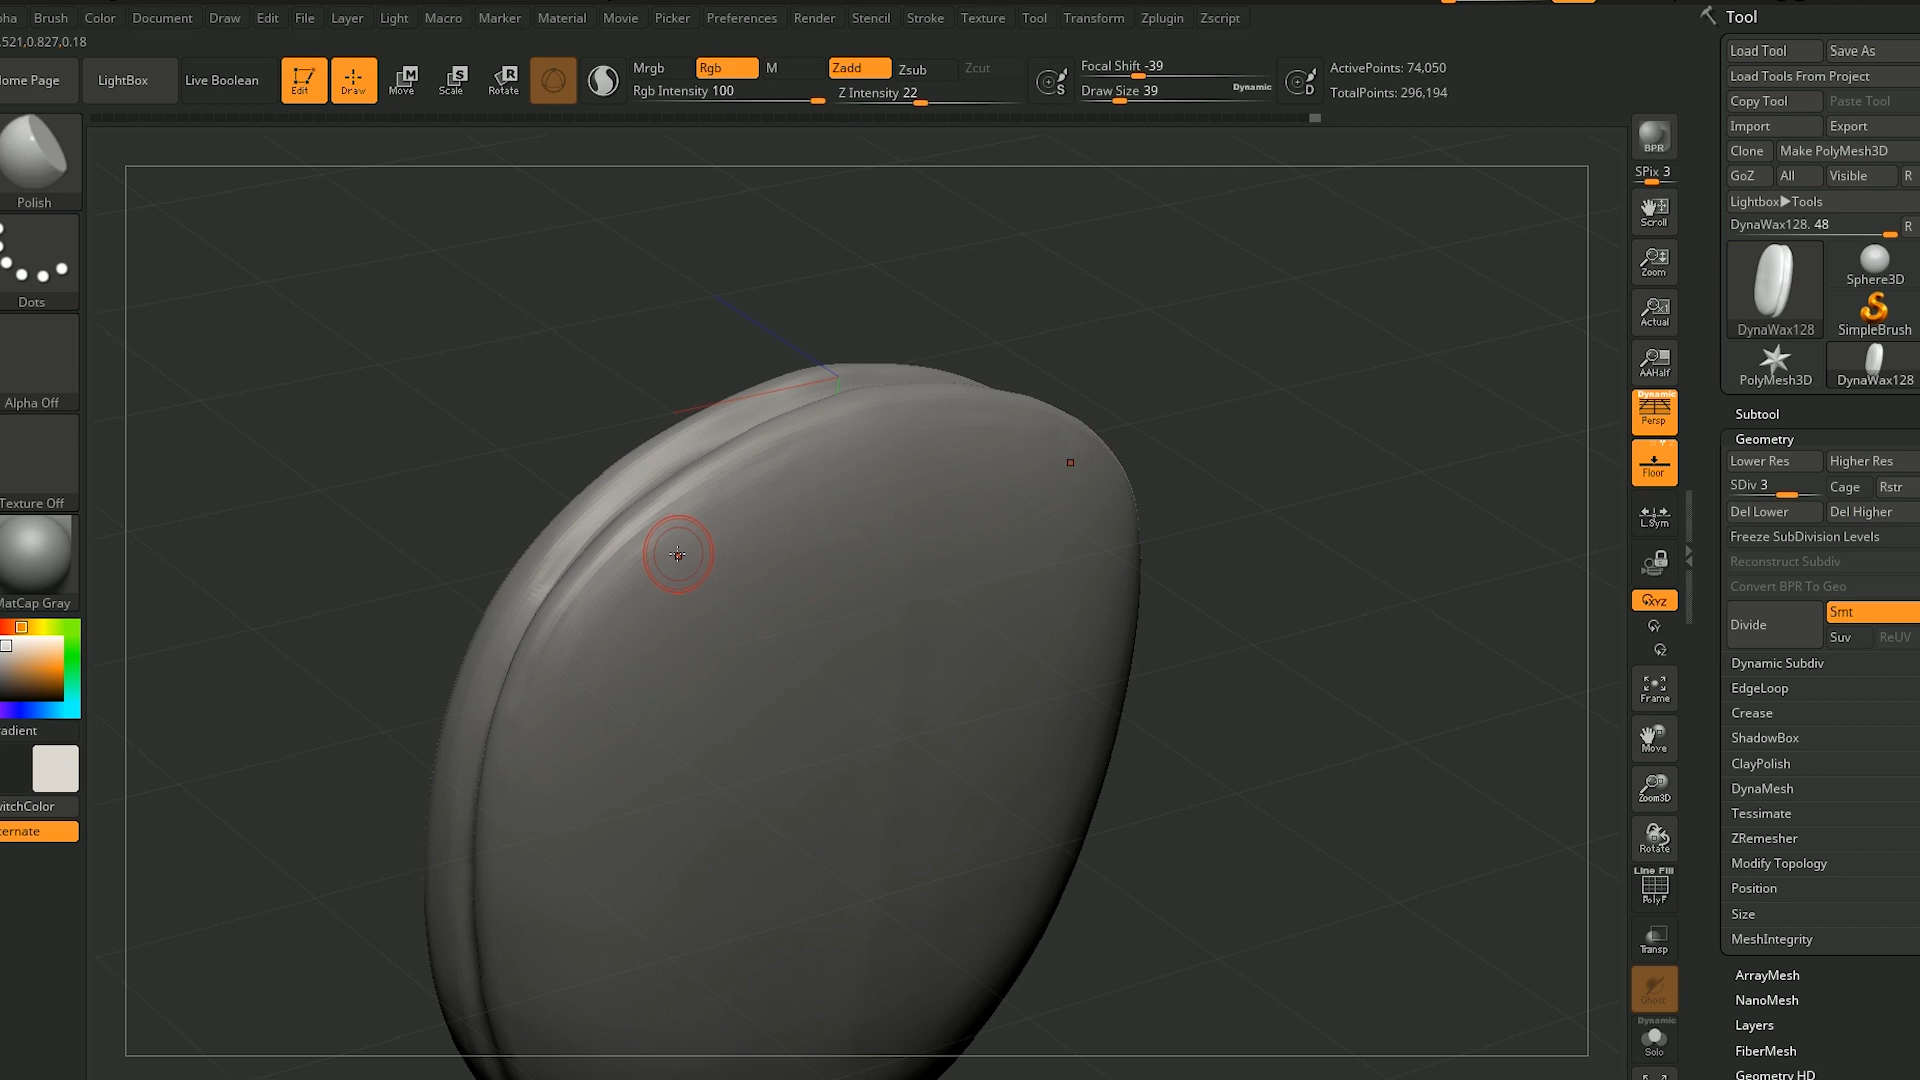 pha Brush Color Document Draw Edit File Layer Light Macro Marker Material Movie Picker Preferences Render Stencil Stroke Texture Tool Transform Zplugin Zscript
.521,0.827,0.18
ome Page LightBox Live Boolean Edit Draw Move Scale Rotate
Mrgb Rgb M Zadd Zsub Zcut
Rgb Intensity 100 Z Intensity 22
Focal Shift -39
Draw Size 39 Dynamic
ActivePoints: 74,050
TotalPoints: 296,194
Polish
Dots
Alpha Off
Texture Off
MatCap Gray
radient
witchColor
ternate
BPR
SPix 3
Scroll
Zoom
Actual
AAHalf
Dynamic
Persp
Floor
L.Sym
XYZ
Frame
Move
Zoom3D
Rotate
Line Fill
PolyF
Transp
Ghost
Dynamic
Solo
Tool
Load Tool Save As
Load Tools From Project
Copy Tool Paste Tool
Import Export
Clone Make PolyMesh3D
GoZ All Visible R
Lightbox▶Tools
DynaWax128. 48 R
Sphere3D
DynaWax128 SimpleBrush
PolyMesh3D DynaWax128
Subtool
Geometry
Lower Res Higher Res
SDiv 3 Cage Rstr
Del Lower Del Higher
Freeze SubDivision Levels
Reconstruct Subdiv
Convert BPR To Geo
Divide Smt
Suv ReUV
Dynamic Subdiv
EdgeLoop
Crease
ShadowBox
ClayPolish
DynaMesh
Tessimate
ZRemesher
Modify Topology
Position
Size
MeshIntegrity
ArrayMesh
NanoMesh
Layers
FiberMesh
Geometry HD